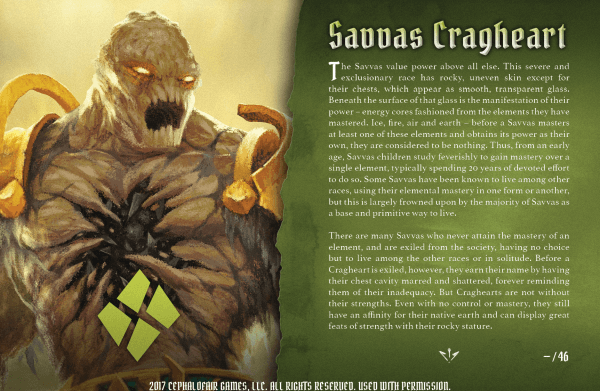 Savvas Cragheart
The Savvas value power above all else. This severe and
exclusionary race has rocky, uneven skin except for
their chests, which appear as smooth, transparent glass.
Beneath the surface of that glass is the manifestation of their
power – energy cores fashioned from the elements they have
mastered. Ice, fire, air and earth – before a Savvas masters
at least one of these elements and obtains its power as their
own, they are considered to be nothing. Thus, from an early
age, Savvas children study feverishly to gain mastery over a
single element, typically spending 20 years of devoted effort
to do so. Some Savvas have been known to live among other
races, using their elemental mastery in one form or another,
but this is largely frowned upon by the majority of Savvas as
a base and primitive way to live.
There are many Savvas who never attain the mastery of an
element, and are exiled from the society, having no choice
but to live among the other races or in solitude. Before a
Cragheart is exiled, however, they earn their name by having
their chest cavity marred and shattered, forever reminding
them of their inadequacy. But Craghearts are not without
their strengths. Even with no control or mastery, they still
have an affinity for their native earth and can display great
feats of strength with their rocky stature.
–/46
2017 CEPHALOFAIR GAMES, LLC. ALL RIGHTS RESERVED. USED WITH PERMISSION.